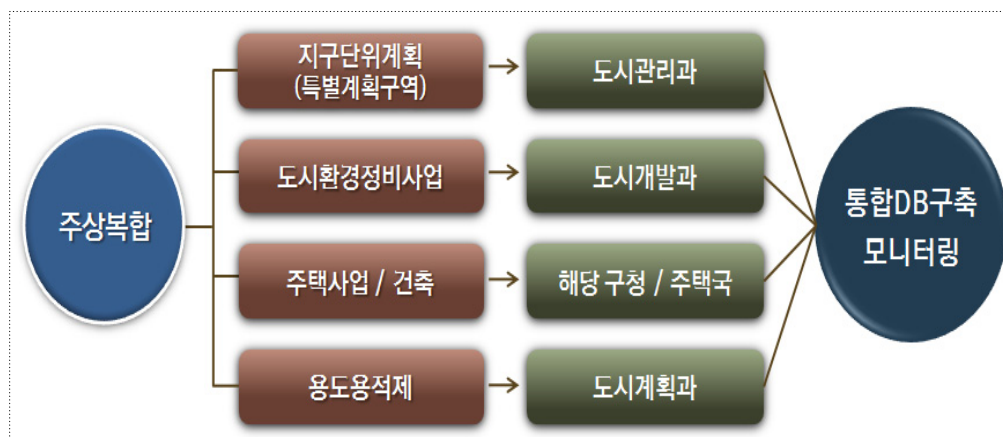 주상복합
지구단위계획
(특별계획구역)
도시관리과
도시환경정비사업
도시개발과
주택사업 / 건축
해당 구청 / 주택국
용도용적제
도시계획과
통합DB구축
모니터링